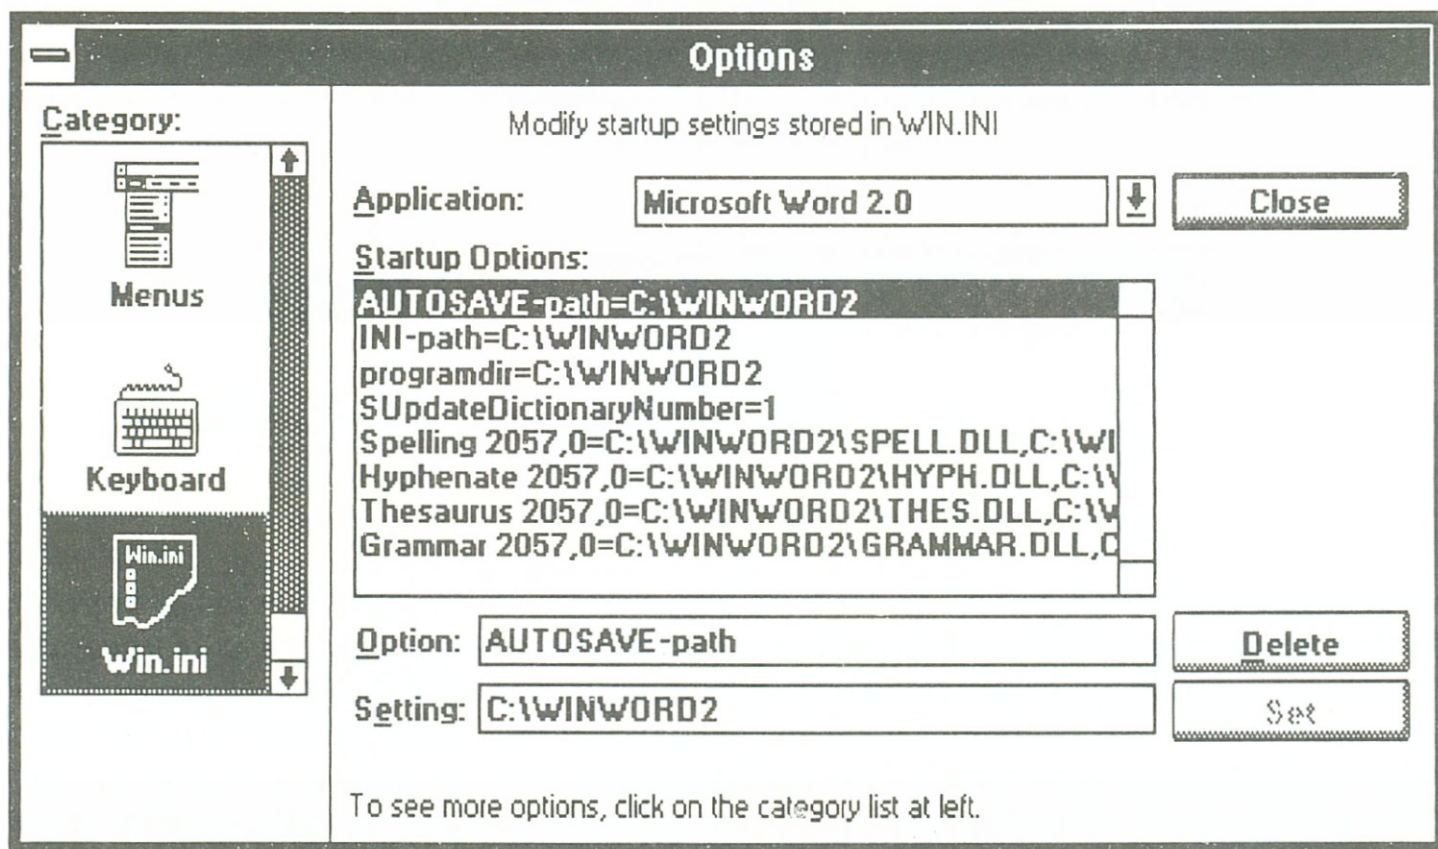 Options
Category:
Menus
Keyboard
Win.ini
Win.ini
Modify startup settings stored in WIN.INI
Application: Microsoft Word 2.0 Close
Startup Options:
AUTOSAVE-path=C:\WINWORD2
INI-path=C:\WINWORD2
programdir=C:\WINWORD2
SUpdateDictionaryNumber=1
Spelling 2057,0=C:\WINWORD2\SPELL.DLL,C:\WI
Hyphenate 2057,0=C:\WINWORD2\HYPH.DLL,C:\
Thesaurus 2057,0=C:\WINWORD2\THES.DLL,C:\W
Grammar 2057,0=C:\WINWORD2\GRAMMAR.DLL,C
Option: AUTOSAVE-path Delete
Setting: C:\WINWORD2 Set
To see more options, click on the category list at left.